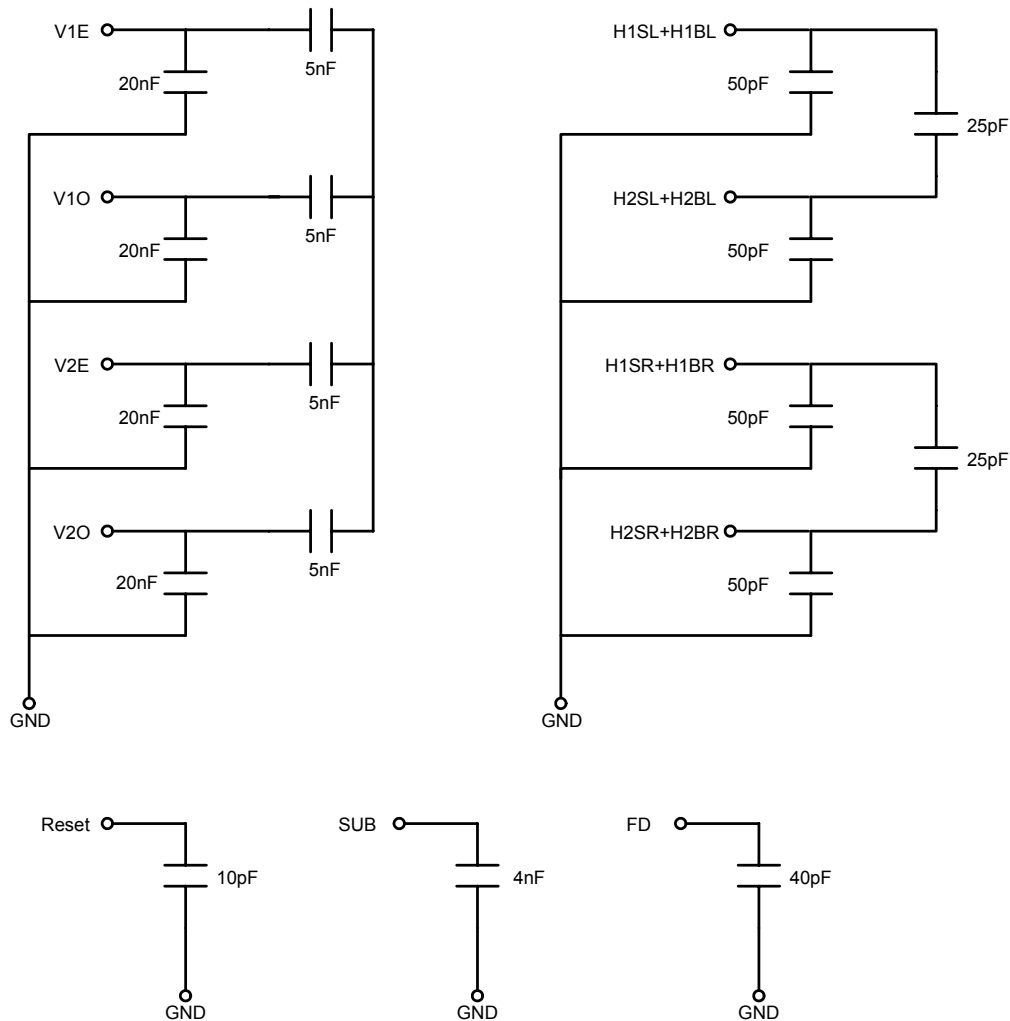 V1E
5nF
20nF
V1O
5nF
20nF
V2E
5nF
20nF
V2O
5nF
20nF
GND
H1SL+H1BL
50pF
25pF
H2SL+H2BL
50pF
H1SR+H1BR
50pF
25pF
H2SR+H2BR
50pF
GND
Reset
10pF
GND
SUB
4nF
GND
FD
40pF
GND